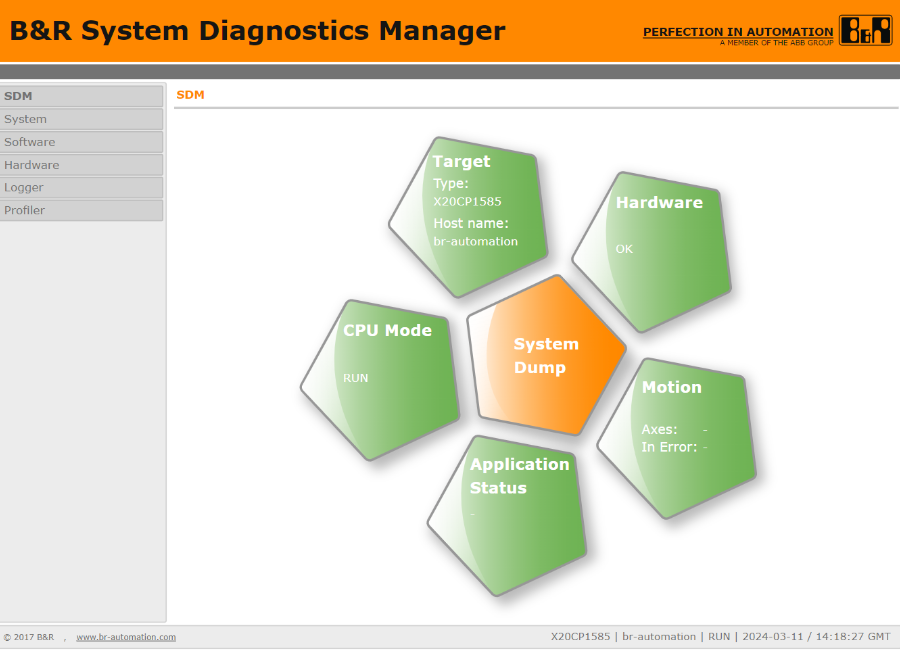 B&R System Diagnostics Manager
PERFECTION IN AUTOMATION
A MEMBER OF THE ABB GROUP
B&R
SDM
System
Software
Hardware
Logger
Profiler
SDM
Target
Type:
X20CP1585
Host name:
br-automation
Hardware
OK
CPU Mode
RUN
System
Dump
Motion
Axes: -
In Error: -
Application
Status
-
© 2017 B&R , www.br-automation.com
X20CP1585 | br-automation | RUN | 2024-03-11 / 14:18:27 GMT